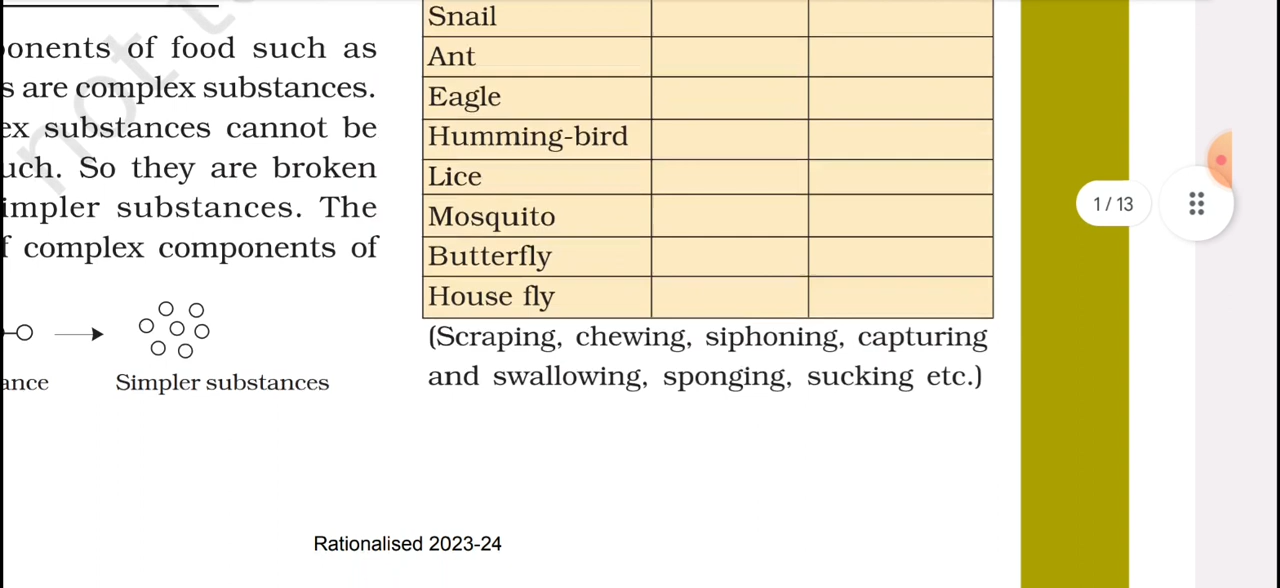 onents of food such as
s are complex substances.
ex substances cannot be
uch. So they are broken
impler substances. The
f complex components of
ance
Simpler substances
Snail
Ant
Eagle
Humming-bird
Lice
Mosquito
Butterfly
House fly
(Scraping, chewing, siphoning, capturing
and swallowing, sponging, sucking etc.)
1 / 13
not t
Rationalised 2023-24